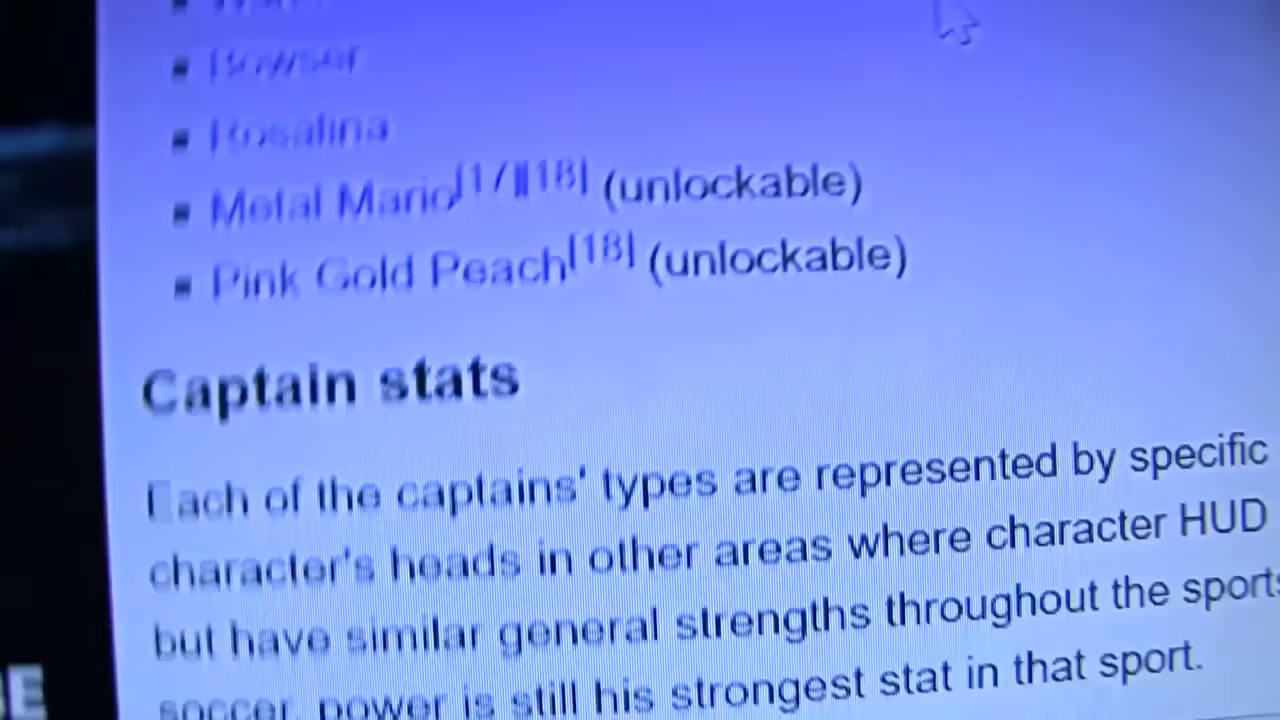 Bowser
Rosalina
Metal Mario[17][18] (unlockable)
Pink Gold Peach[18] (unlockable)
Captain stats
Each of the captains' types are represented by specific
character's heads in other areas where character HUD
but have similar general strengths throughout the sports
soccer, power is still his strongest stat in that sport.
E